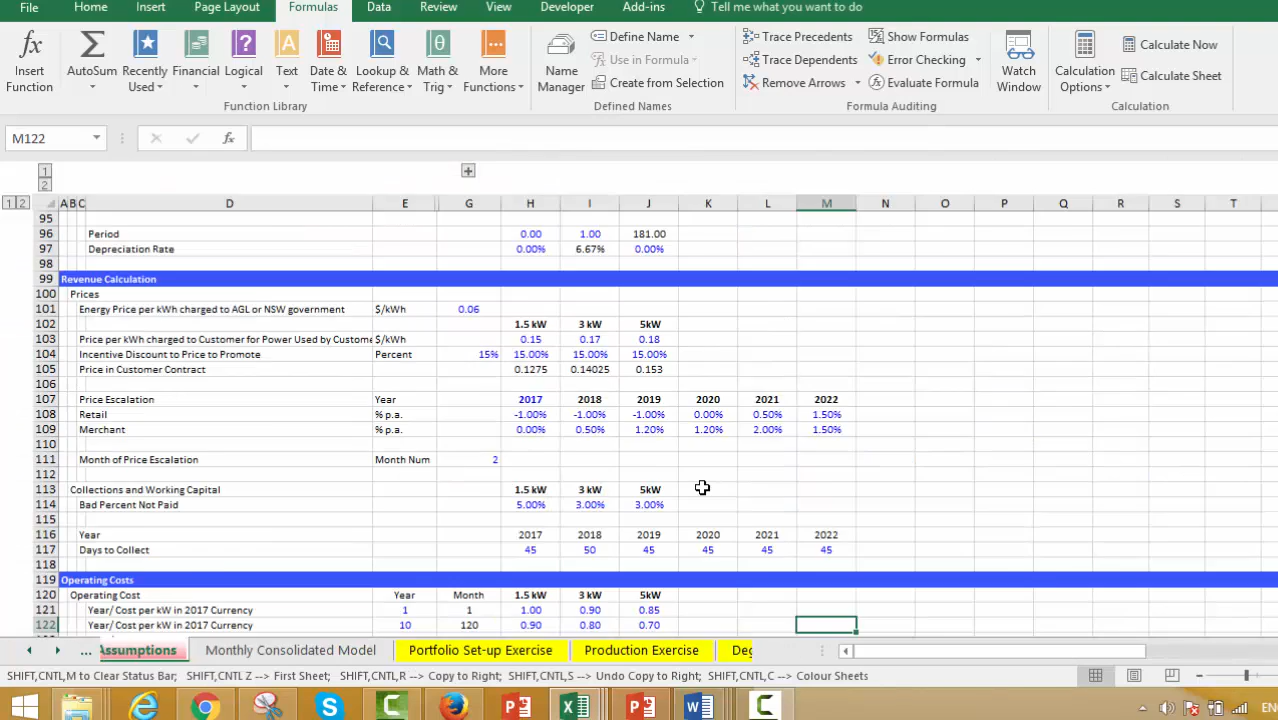 File Home Insert Page Layout Formulas Data Review View Developer Add-ins Tell me what you want to do
fx Insert Function
AutoSum
Recently Used
Financial
Logical
Text
Date & Time
Lookup & Reference
Math & Trig
More Functions
Function Library
Name Manager
Define Name
Use in Formula
Create from Selection
Defined Names
Trace Precedents
Trace Dependents
Remove Arrows
Show Formulas
Error Checking
Evaluate Formula
Formula Auditing
Watch Window
Calculation Options
Calculate Now
Calculate Sheet
Calculation
M122 fx
1
2
1 2 A B C D E G H I J K L M N O P Q R S T
95
96 Period 0.00 1.00 181.00
97 Depreciation Rate 0.00% 6.67% 0.00%
98
99 Revenue Calculation
100 Prices
101 Energy Price per kWh charged to AGL or NSW government $/kWh 0.06
102 1.5 kW 3 kW 5kW
103 Price per kWh charged to Customer for Power Used by Custome $/kWh 0.15 0.17 0.18
104 Incentive Discount to Price to Promote Percent 15% 15.00% 15.00% 15.00%
105 Price in Customer Contract 0.1275 0.14025 0.153
106
107 Price Escalation Year 2017 2018 2019 2020 2021 2022
108 Retail % p.a. -1.00% -1.00% -1.00% 0.00% 0.50% 1.50%
109 Merchant % p.a. 0.00% 0.50% 1.20% 1.20% 2.00% 1.50%
110
111 Month of Price Escalation Month Num 2
112
113 Collections and Working Capital 1.5 kW 3 kW 5kW
114 Bad Percent Not Paid 5.00% 3.00% 3.00%
115
116 Year 2017 2018 2019 2020 2021 2022
117 Days to Collect 45 50 45 45 45 45
118
119 Operating Costs
120 Operating Cost Year Month 1.5 kW 3 kW 5kW
121 Year/ Cost per kW in 2017 Currency 1 1 1.00 0.90 0.85
122 Year/ Cost per kW in 2017 Currency 10 120 0.90 0.80 0.70
... Assumptions Monthly Consolidated Model Portfolio Set-up Exercise Production Exercise Deg
SHIFT,CNTL,M to Clear Status Bar; SHIFT,CNTL Z --> First Sheet; SHIFT,CNTL,R --> Copy to Right; SHIFT,CNTL,S --> Undo Copy to Right; SHIFT,CNTL, C --> Colour Sheets